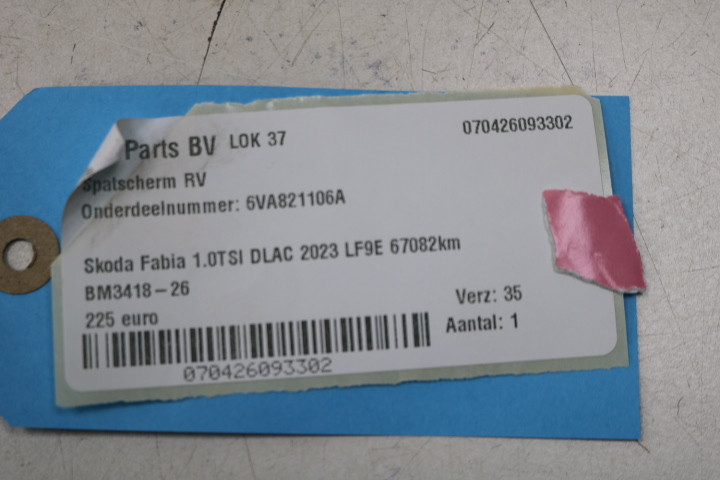 Parts BV LOK 37
070426093302
Spatscherm RV
Onderdeelnummer: 6VA821106A
Skoda Fabia 1.0TSI DLAC 2023 LF9E 67082km
BM3418-26
Verz: 35
225 euro
Aantal: 1
070426093302